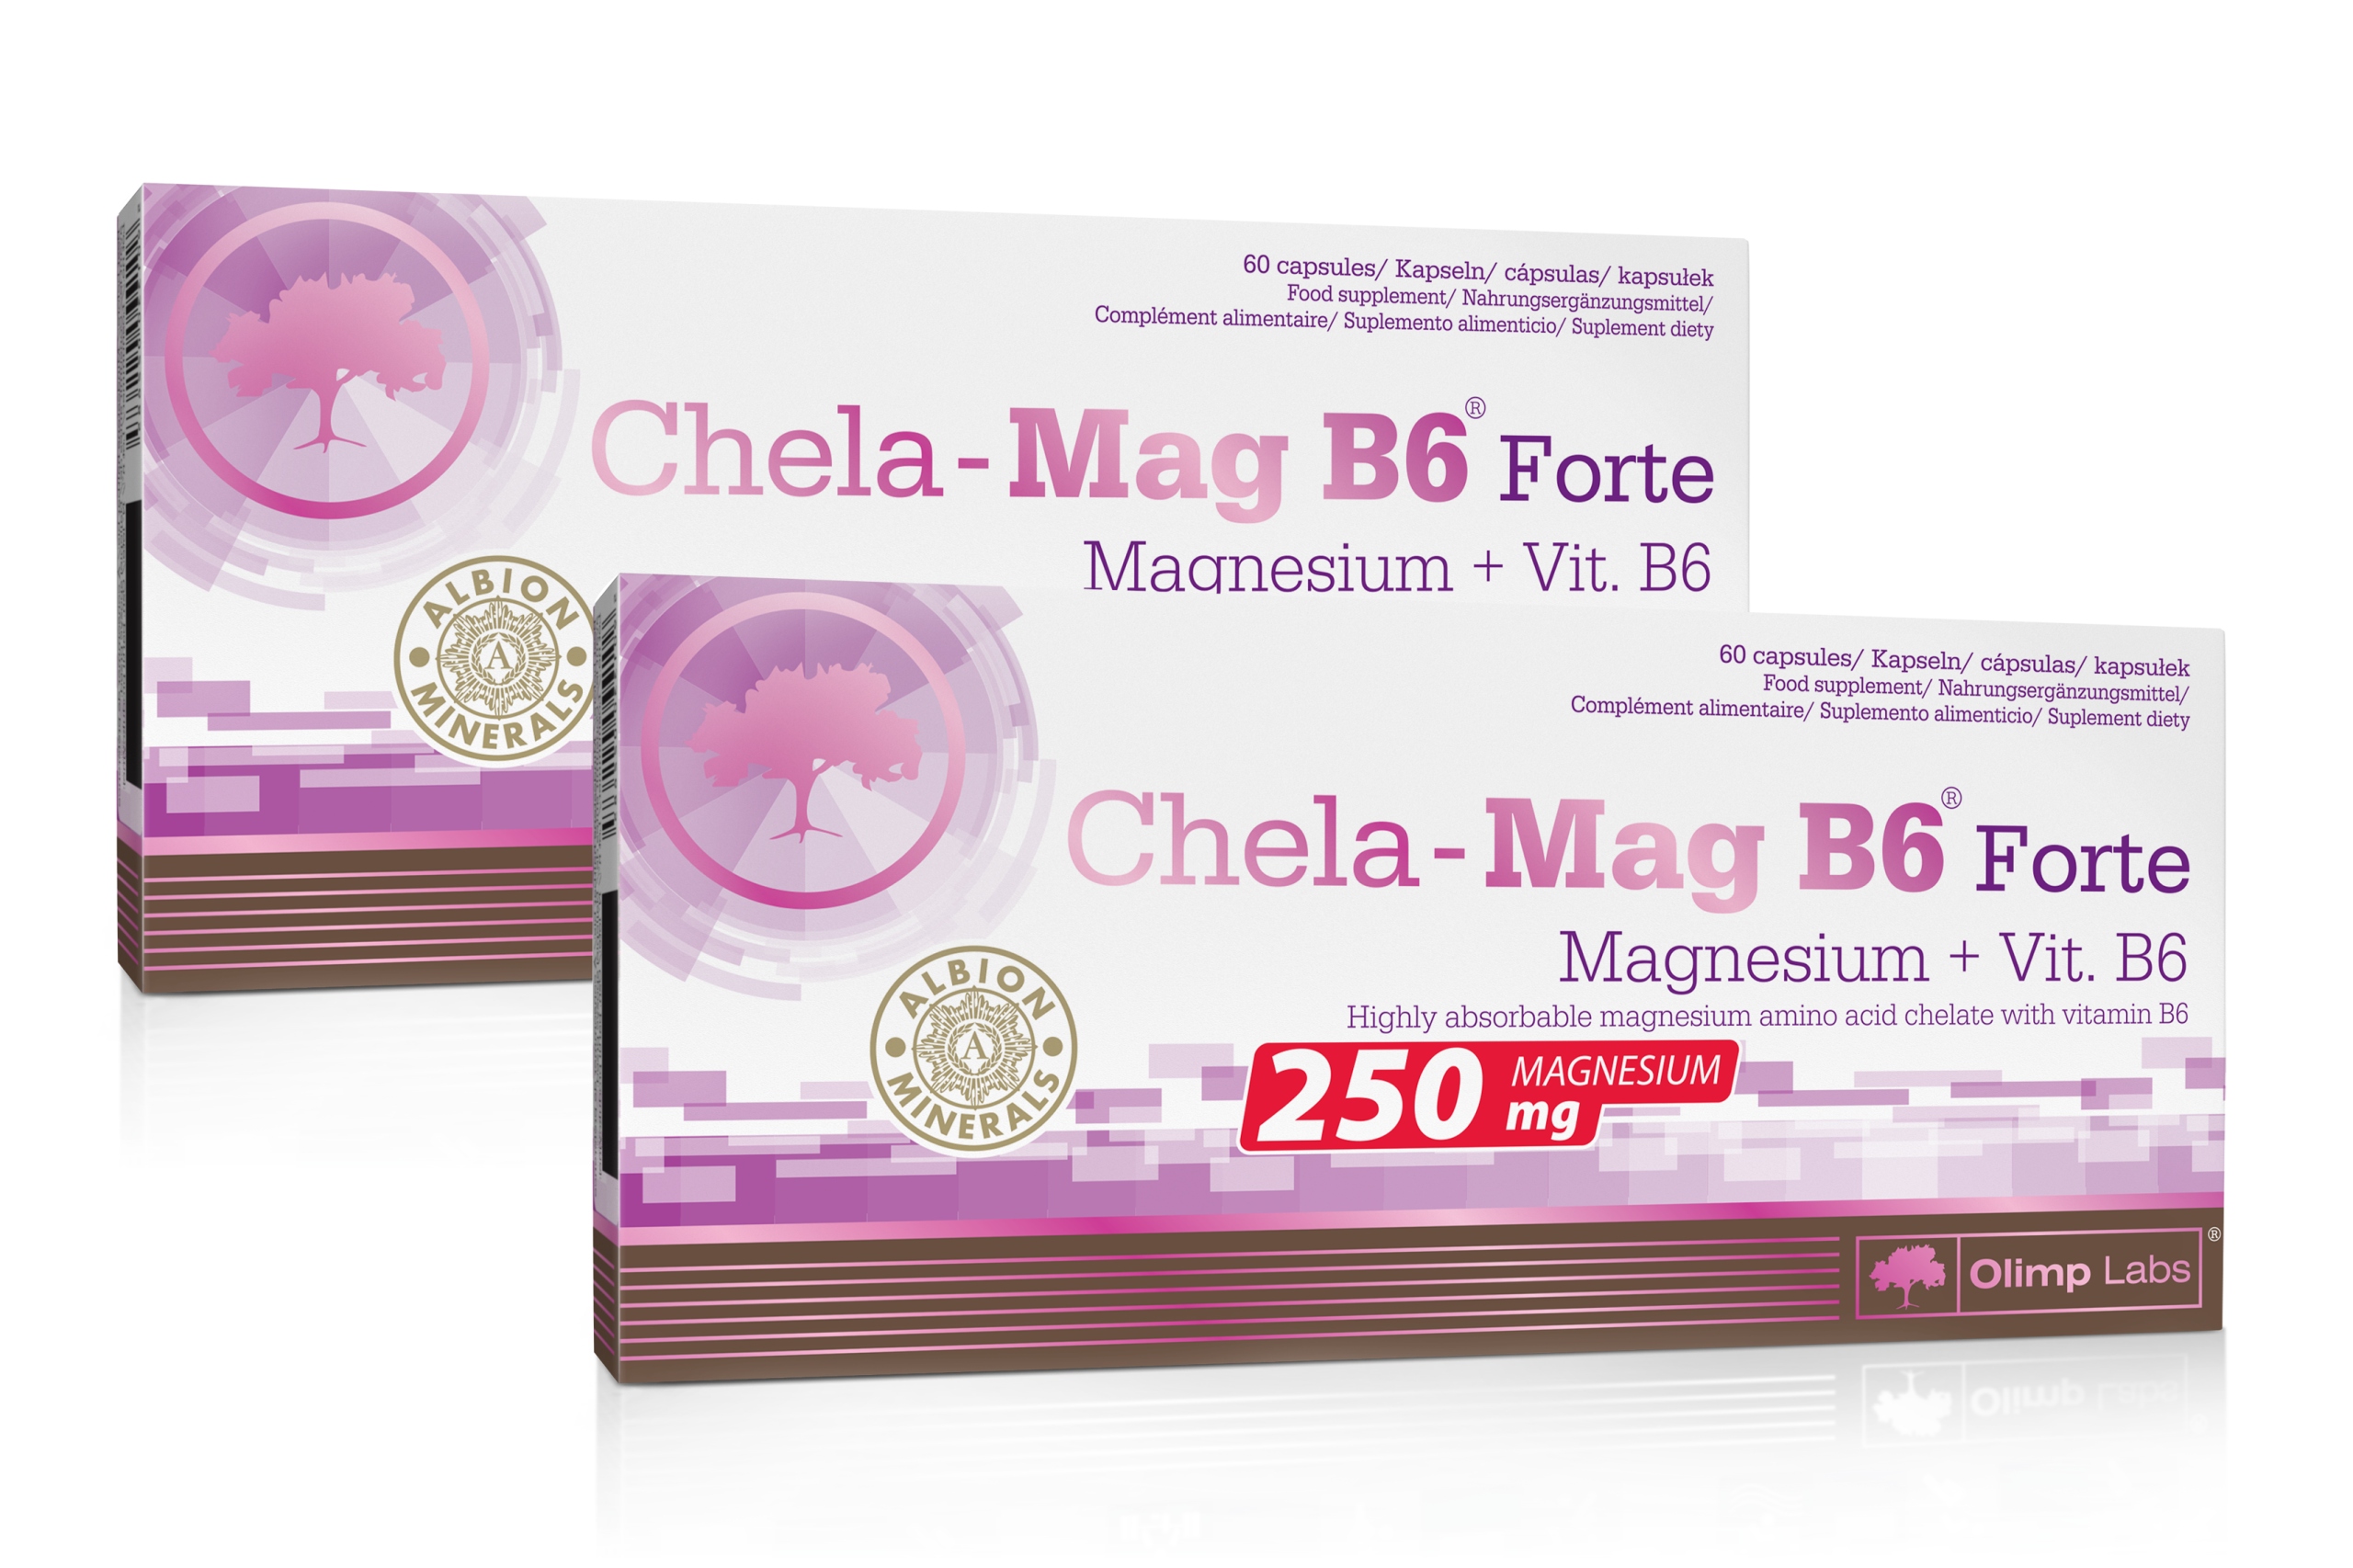 60 capsules/ Kapseln/ cápsulas/ kapsułek
Food supplement/ Nahrungsergänzungsmittel/
Complément alimentaire/ Suplemento alimenticio/ Suplement diety
Chela-Mag B6® Forte
Magnesium + Vit. B6
ALBION
A
MINERALS
60 capsules/ Kapseln/ cápsulas/ kapsułek
Food supplement/ Nahrungsergänzungsmittel/
Complément alimentaire/ Suplemento alimenticio/ Suplement diety
Chela-Mag B6® Forte
Magnesium + Vit. B6
Highly absorbable magnesium amino acid chelate with vitamin B6
ALBION
A
MINERALS
250 MAGNESIUM
mg
Olimp Labs®